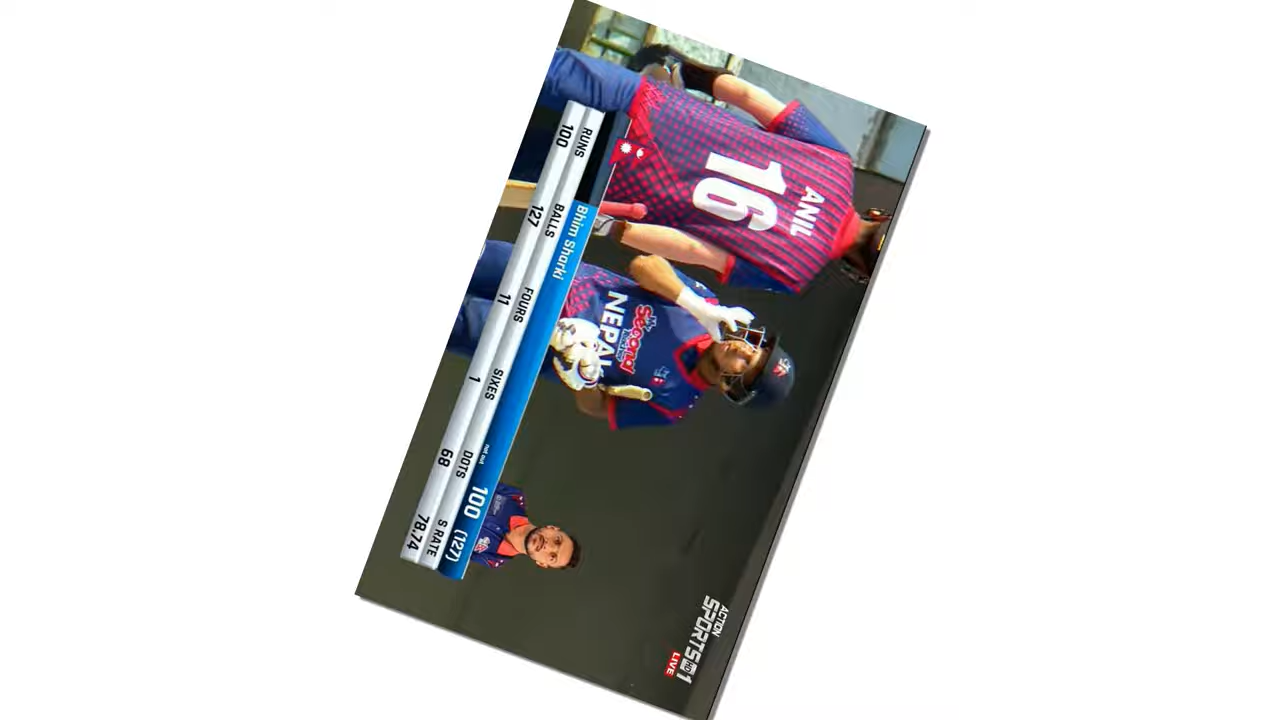 ACTION
SPORTS HD 1
LIVE
ANIL
16
Second
NEPAL
Bhim Sharki
not out
100 (127)
RUNS BALLS FOURS SIXES DOTS S RATE
100 127 11 1 68 78.74